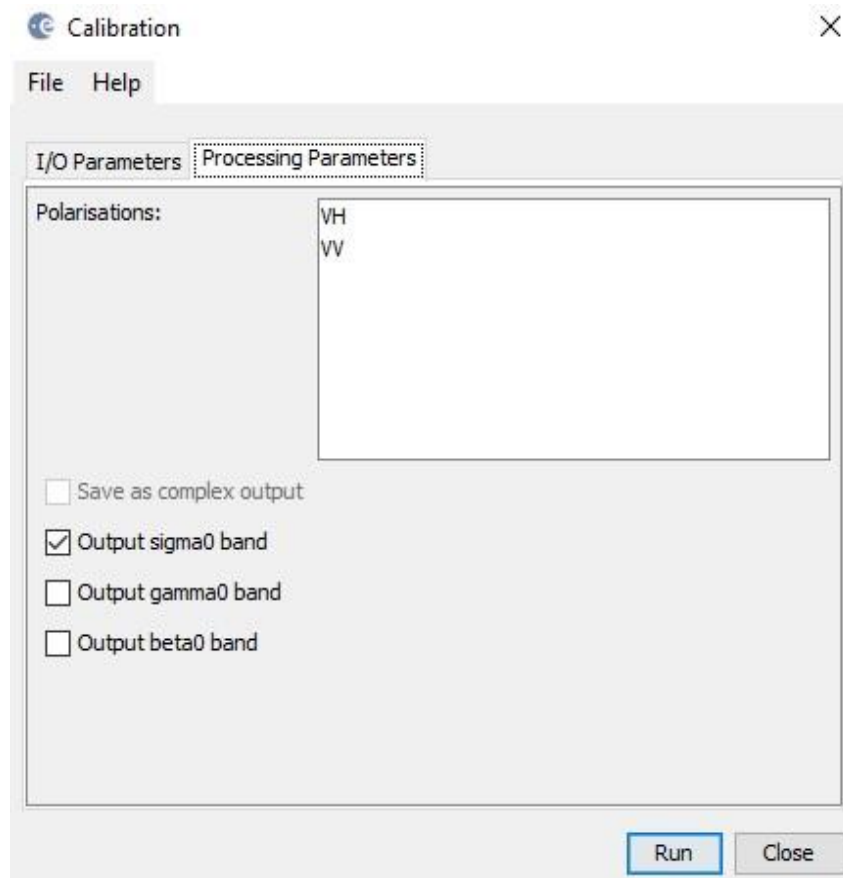 Calibration
File Help
I/O Parameters Processing Parameters
Polarisations: VH
VV
Save as complex output
Output sigma0 band
Output gamma0 band
Output beta0 band
Run Close